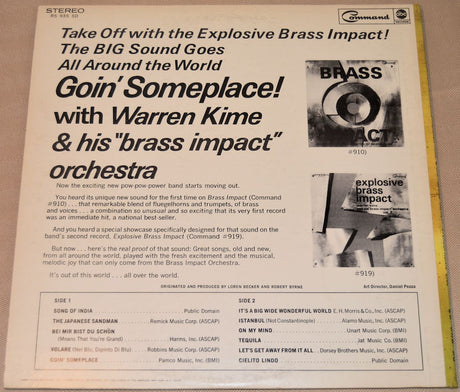 STEREO
RS 935 SD
Command
abc
RECORDS
Take Off with the Explosive Brass Impact!
The BIG Sound Goes
All Around the World
Goin' Someplace!
with Warren Kime
& his "brass impact"
orchestra
BRASS
IMPACT
#910)
explosive
brass
impact
#919)
Now the exciting new pow-pow-power band starts moving out.
You heard its unique new sound for the first time on Brass Impact (Command
#910) . . . that remarkable blend of flugelhorns and trumpets, of brass
and voices . . . a combination so unusual and so exciting that its very first record
was an immediate hit, a national best-seller.
And you heard a special showcase specifically designed for that sound on the
band's second record, Explosive Brass Impact (Command #919).
But now . . . here's the real proof of that sound: Great songs, old and new,
from all around the world, played with the fresh excitement and the musical,
melodic joy that can only come from the Brass Impact Orchestra.
It's out of this world . . . all over the world.
ORIGINATED AND PRODUCED BY LOREN BECKER AND ROBERT BYRNE
Art Director, Daniel Pezza
SIDE 1
SONG OF INDIA Public Domain
THE JAPANESE SANDMAN Remick Music Corp. (ASCAP)
BEI MIR BIST DU SCHÖN
(Means That You're Grand) Harms, Inc. (ASCAP)
VOLARE (Nel Blu, Dipinto Di Blu) Robbins Music Corp. (ASCAP)
GOIN' SOMEPLACE Pamco Music, Inc. (BMI)
SIDE 2
IT'S A BIG WIDE WONDERFUL WORLD E. H. Morris & Co., Inc. (ASCAP)
ISTANBUL (Not Constantinople) Alamo Music, Inc. (ASCAP)
ON MY MIND Unart Music Corp. (BMI)
TEQUILA Jat Music Co. (BMI)
LET'S GET AWAY FROM IT ALL Dorsey Brothers Music, Inc. (ASCAP)
CIELITO LINDO Public Domain